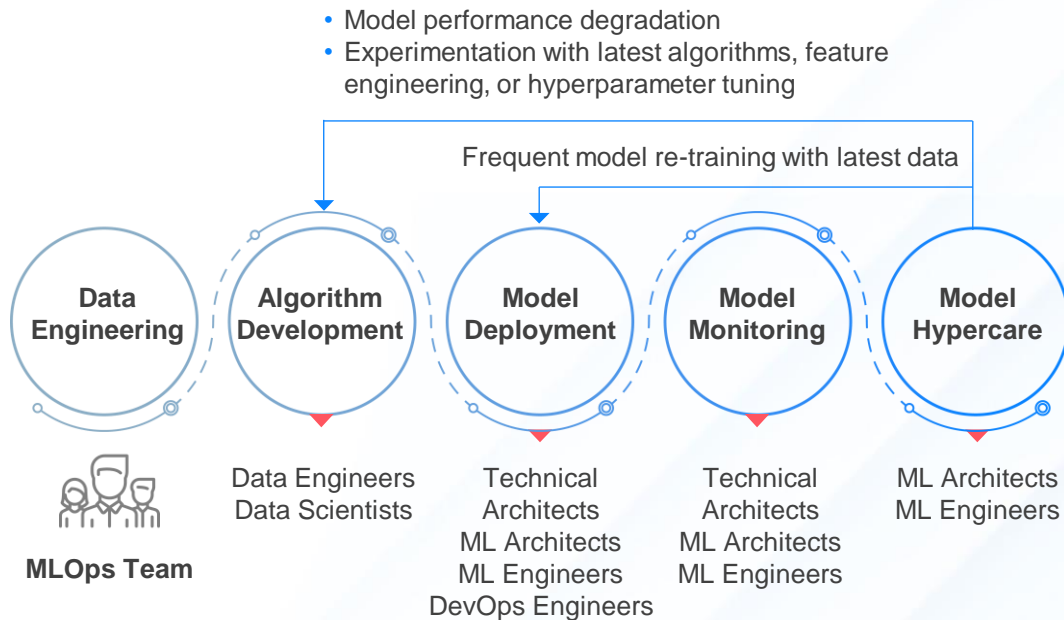 • Model performance degradation
• Experimentation with latest algorithms, feature
engineering, or hyperparameter tuning
Frequent model re-training with latest data
Data
Engineering
Algorithm
Development
Model
Deployment
Model
Monitoring
Model
Hypercare
MLOps Team
Data Engineers
Data Scientists
Technical
Architects
ML Architects
ML Engineers
DevOps Engineers
Technical
Architects
ML Architects
ML Engineers
ML Architects
ML Engineers